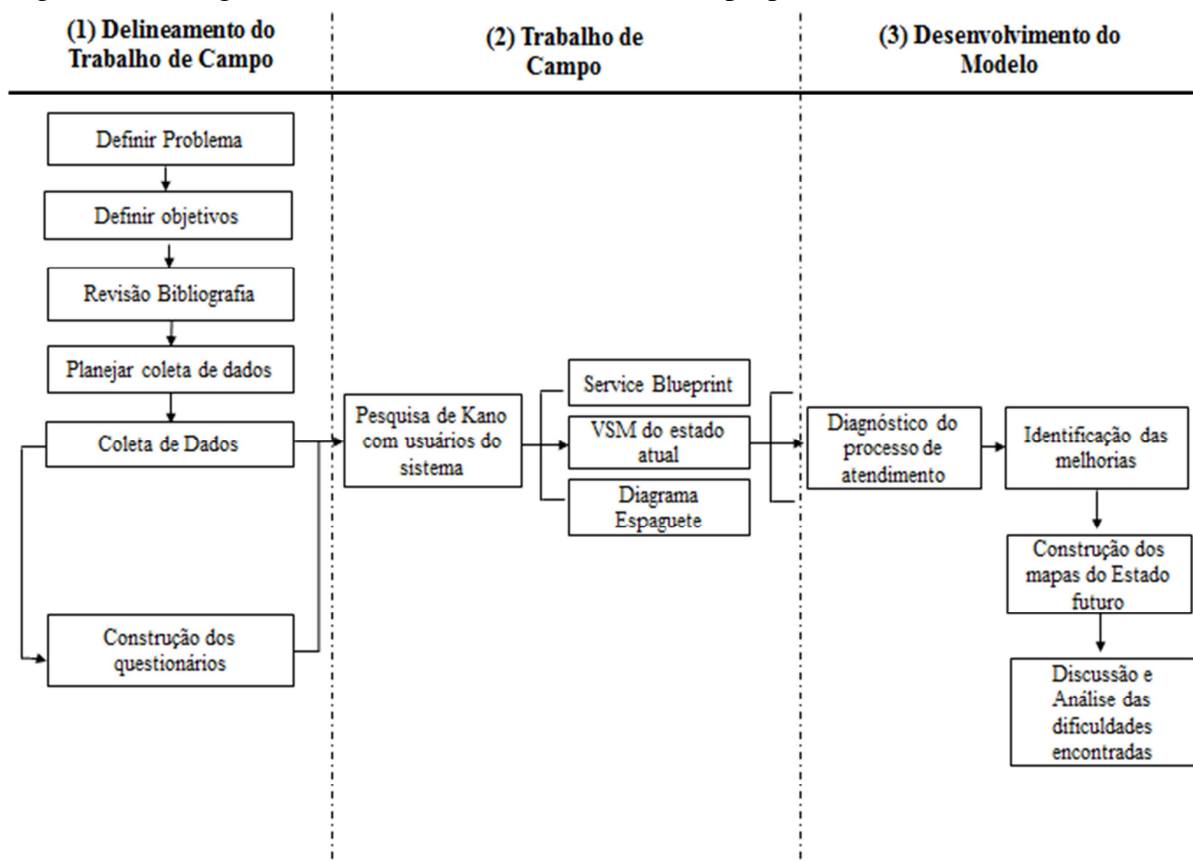 (1) Delineamento do
Trabalho de Campo
(2) Trabalho de
Campo
(3) Desenvolvimento do
Modelo
Definir Problema
Definir objetivos
Revisão Bibliografia
Planejar coleta de dados
Coleta de Dados
Construção dos
questionários
Pesquisa de Kano
com usuários do
sistema
Service Blueprint
VSM do estado
atual
Diagrama
Espaguete
Diagnóstico do
processo de
atendimento
Identificação das
melhorias
Construção dos
mapas do Estado
futuro
Discussão e
Análise das
dificuldades
encontradas